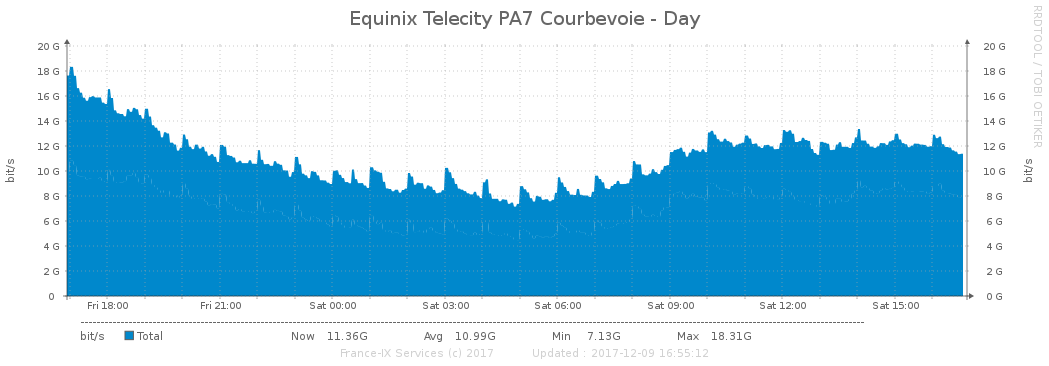 Equinix Telecity PA7 Courbevoie - Day
RRDTOOL / TOBI OETIKER
20 G 20 G
18 G 18 G
16 G 16 G
14 G 14 G
12 G 12 G
10 G 10 G
8 G 8 G
6 G 6 G
4 G 4 G
2 G 2 G
0 0 G
bit/s bit/s
Fri 18:00 Fri 21:00 Sat 00:00 Sat 03:00 Sat 06:00 Sat 09:00 Sat 12:00 Sat 15:00
bit/s Total Now 11.36G Avg 10.99G Min 7.13G Max 18.31G
France-IX Services (c) 2017 Updated : 2017-12-09 16:55:12